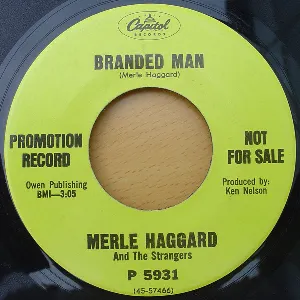 Capitol
RECORDS
BRANDED MAN
(Merle Haggard)
PROMOTION
RECORD
NOT
FOR SALE
Owen Publishing
BMI—3:05
Produced by:
Ken Nelson
MERLE HAGGARD
And The Strangers
P 5931
(45-57466)